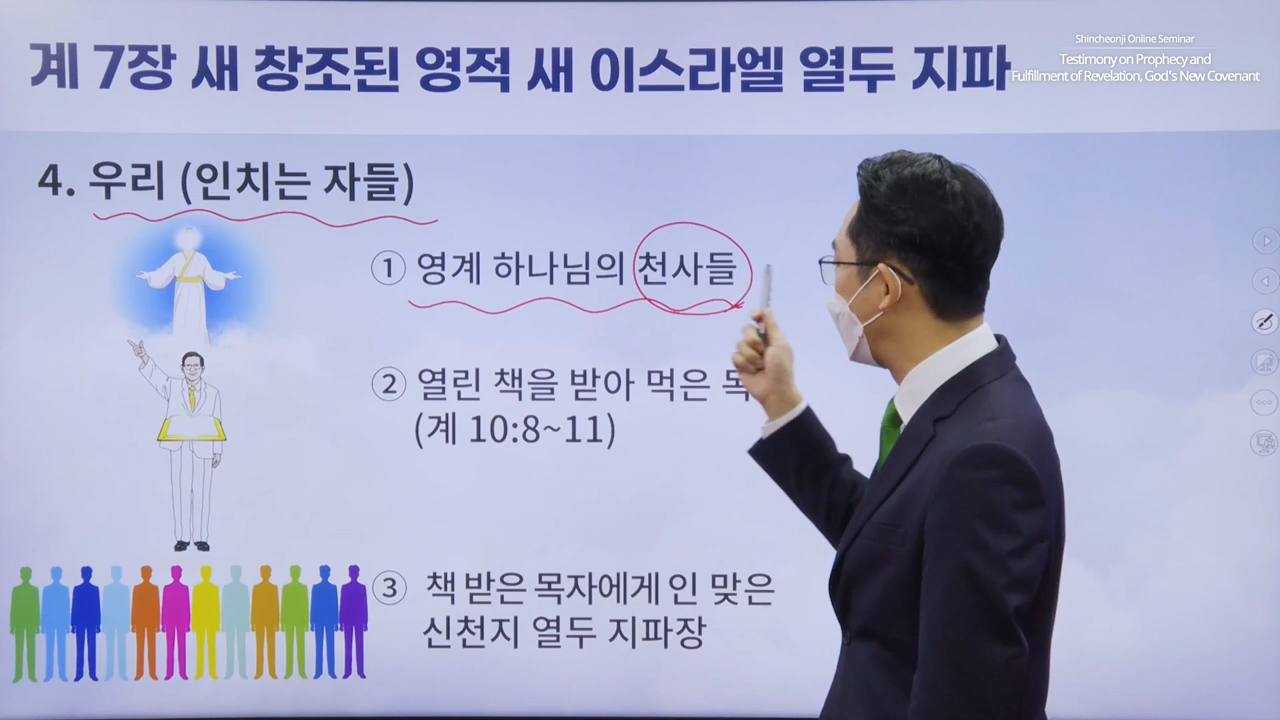 계 7장 새 창조된 영적 새 이스라엘 열두 지파
Shincheonji Online Seminar
Testimony on Prophecy and
Fulfillment of Revelation, God's New Covenant
4. 우리 (인치는 자들)
① 영계 하나님의 천사들
② 열린 책을 받아 먹은
(계 10:8~11)
③ 책 받은 목자에게 인 맞은
신천지 열두 지파장